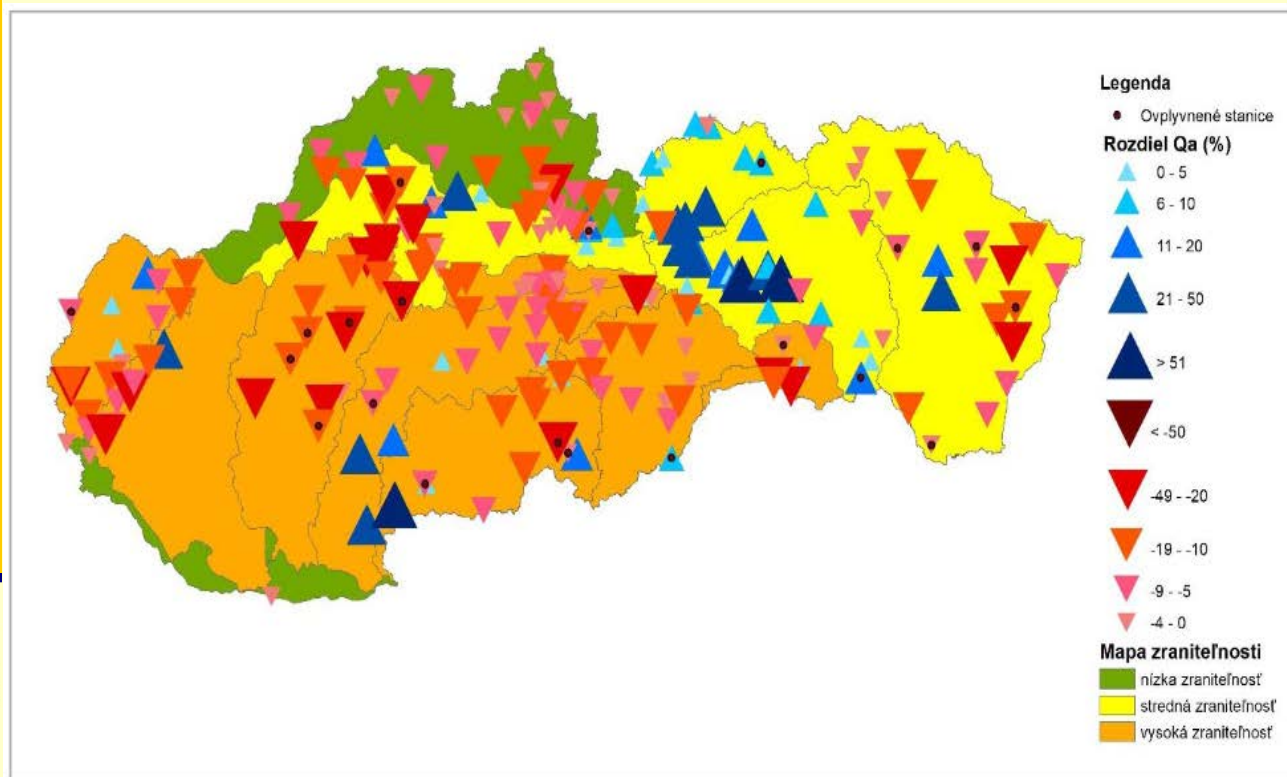 Legenda
Ovplyvnené stanice
Rozdiel Qa (%)
0 - 5
6 - 10
11 - 20
21 - 50
> 51
< -50
-49 - -20
-19 - -10
-9 - -5
-4 - 0
Mapa zraniteľnosti
nízka zraniteľnosť
stredná zraniteľnosť
vysoká zraniteľnosť